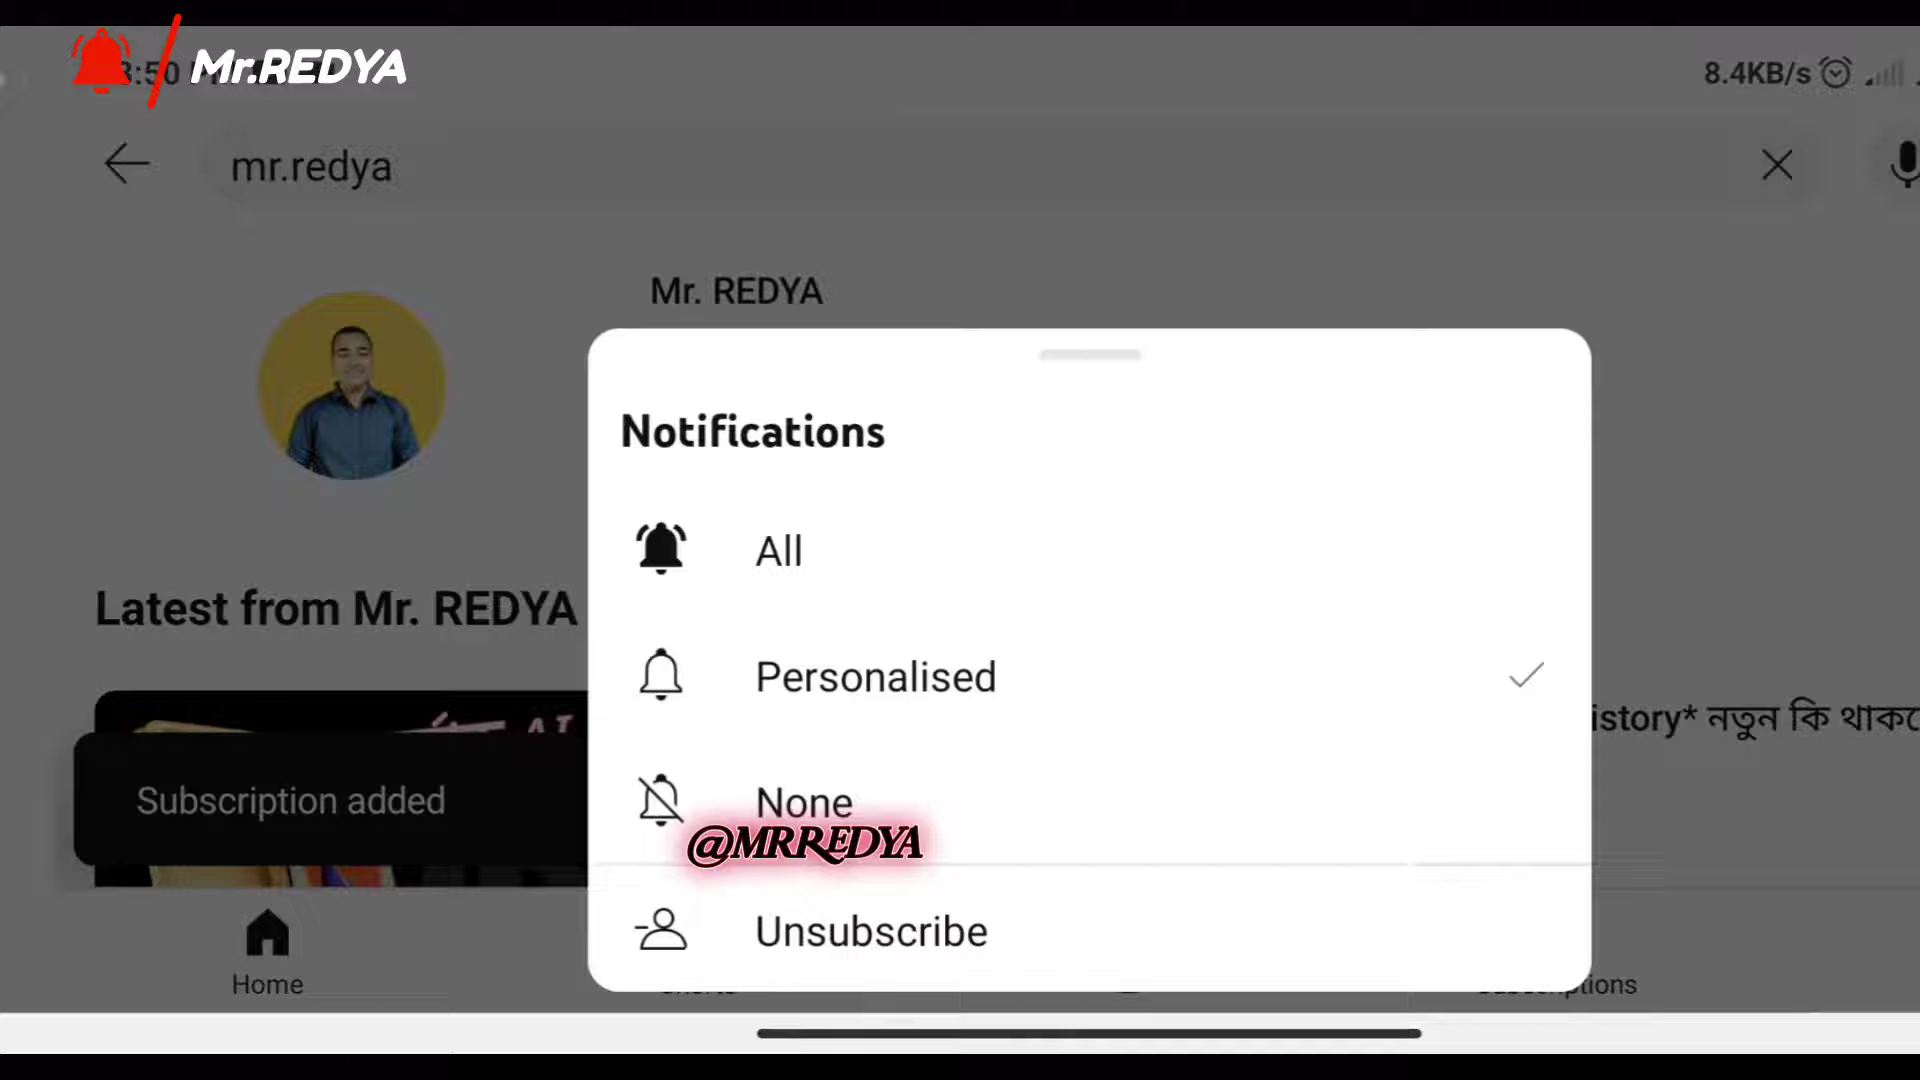 Mr.REDYA
8.4KB/s
mr.redya
Mr. REDYA
Notifications
All
Latest from Mr. REDYA
Personalised
istory* নতুন কি থাকছে
Subscription added
None
@MRREDYA
Unsubscribe
Home